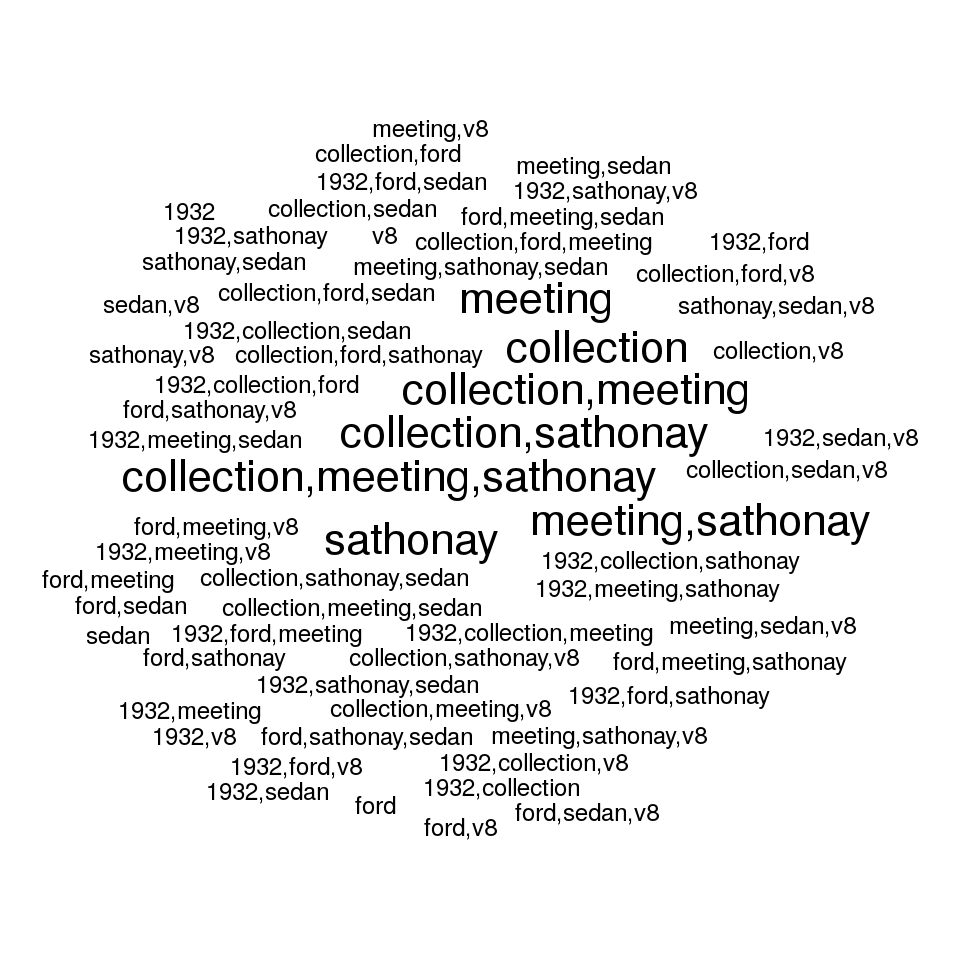 meeting,v8
collection,ford
meeting,sedan
1932,ford,sedan
1932,sathonay,v8
1932
collection,sedan
ford,meeting,sedan
1932,sathonay
v8
collection,ford,meeting
1932,ford
sathonay,sedan
meeting,sathonay,sedan
collection,ford,v8
sedan,v8
collection,ford,sedan
meeting
sathonay,sedan,v8
1932,collection,sedan
sathonay,v8
collection,ford,sathonay
collection
collection,v8
1932,collection,ford
collection,meeting
ford,sathonay,v8
1932,meeting,sedan
collection,sathonay
1932,sedan,v8
collection,meeting,sathonay
collection,sedan,v8
ford,meeting,v8
sathonay
meeting,sathonay
1932,meeting,v8
1932,collection,sathonay
ford,meeting
collection,sathonay,sedan
1932,meeting,sathonay
ford,sedan
collection,meeting,sedan
sedan
1932,ford,meeting
1932,collection,meeting
meeting,sedan,v8
ford,sathonay
collection,sathonay,v8
ford,meeting,sathonay
1932,sathonay,sedan
1932,ford,sathonay
1932,meeting
collection,meeting,v8
1932,v8
ford,sathonay,sedan
meeting,sathonay,v8
1932,ford,v8
1932,collection,v8
1932,sedan
1932,collection
ford
ford,sedan,v8
ford,v8